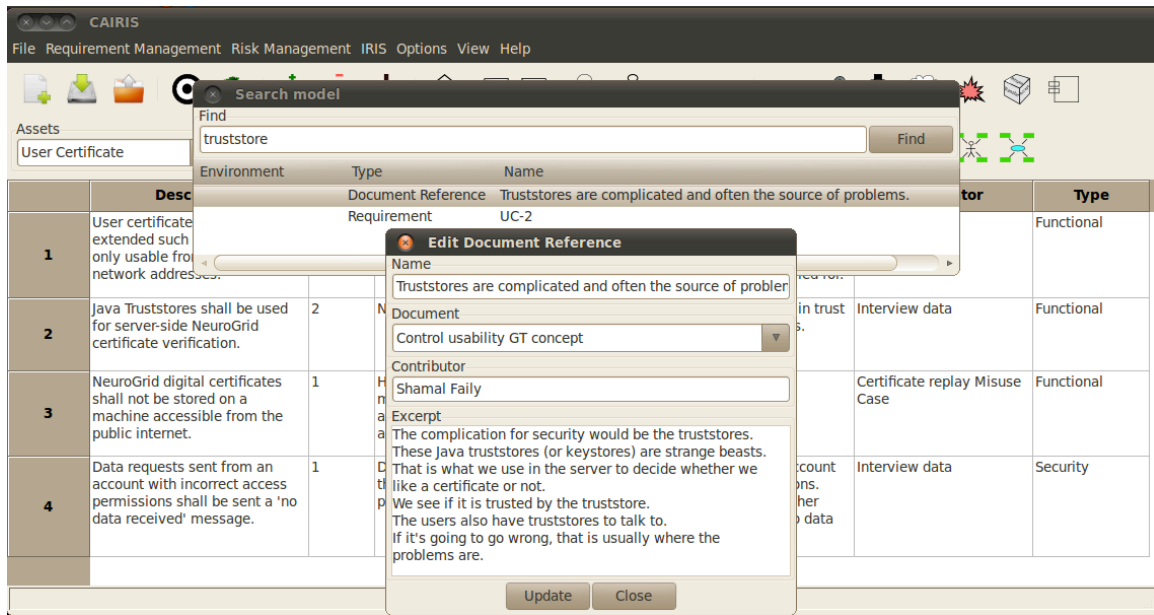 CAIRIS
File Requirement Management Risk Management IRIS Options View Help
Search model
Find
truststore
Find
Assets
User Certificate
Environment Type Name
Document Reference Truststores are complicated and often the source of problems.
Requirement UC-2
Desc tor Type
1
User certificate
extended such
only usable
network addresses.
Functional
2
Java Truststores shall be used
for server-side NeuroGrid
certificate verification.
2
in trust
Interview data
Functional
3
NeuroGrid digital certificates
shall not be stored on a
machine accessible from the
public internet.
1
Certificate replay Misuse
Case
Functional
4
Data requests sent from an
account with incorrect access
permissions shall be sent a 'no
data received' message.
1
Interview data
Security
Edit Document Reference
Name
Truststores are complicated and often the source of
Document
Control usability GT concept
Contributor
Shamal Faily
Excerpt
The complication for security would be the truststores.
These Java truststores (or keystores) are strange beasts.
That is what we use in the server to decide whether we
like a certificate or not.
We see if it is trusted by the truststore.
The users also have truststores to talk to.
If it's going to go wrong, that is usually where the
problems are.
Update Close